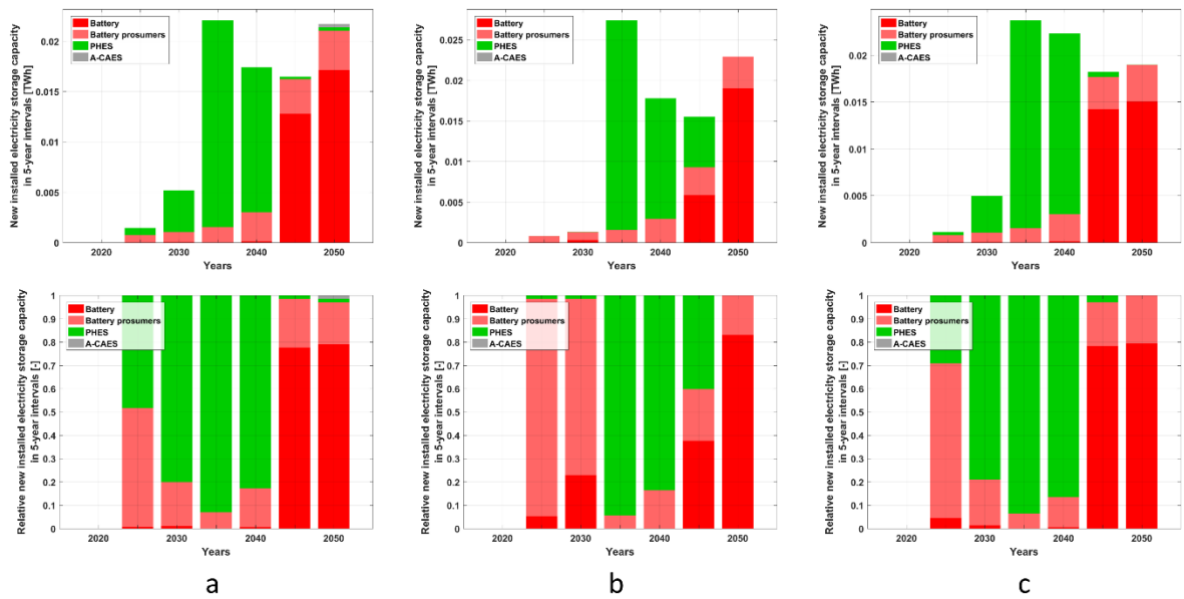 New installed electricity storage capacity
in 5-year intervals [TWh]
0.02
0.015
0.01
0.005
0
Battery
Battery prosumers
PHES
A-CAES
2020
2030
2040
2050
Years
New installed electricity storage capacity
in 5-year intervals [TWh]
0.025
0.02
0.015
0.01
0.005
0
Battery
Battery prosumers
PHES
A-CAES
2020
2030
2040
2050
Years
New installed electricity storage capacity
in 5-year intervals [TWh]
0.02
0.015
0.01
0.005
0
Battery
Battery prosumers
PHES
A-CAES
2020
2030
2040
2050
Years
Relative new installed electricity storage capacity
in 5-year intervals [-]
1
0.9
0.8
0.7
0.6
0.5
0.4
0.3
0.2
0.1
0
Battery
Battery prosumers
PHES
A-CAES
2020
2030
2040
2050
Years
Relative new installed electricity storage capacity
in 5-year intervals [-]
1
0.9
0.8
0.7
0.6
0.5
0.4
0.3
0.2
0.1
0
Battery
Battery prosumers
PHES
A-CAES
2020
2030
2040
2050
Years
Relative new installed electricity storage capacity
in 5-year intervals [-]
1
0.9
0.8
0.7
0.6
0.5
0.4
0.3
0.2
0.1
0
Battery
Battery prosumers
PHES
A-CAES
2020
2030
2040
2050
Years
a
b
c